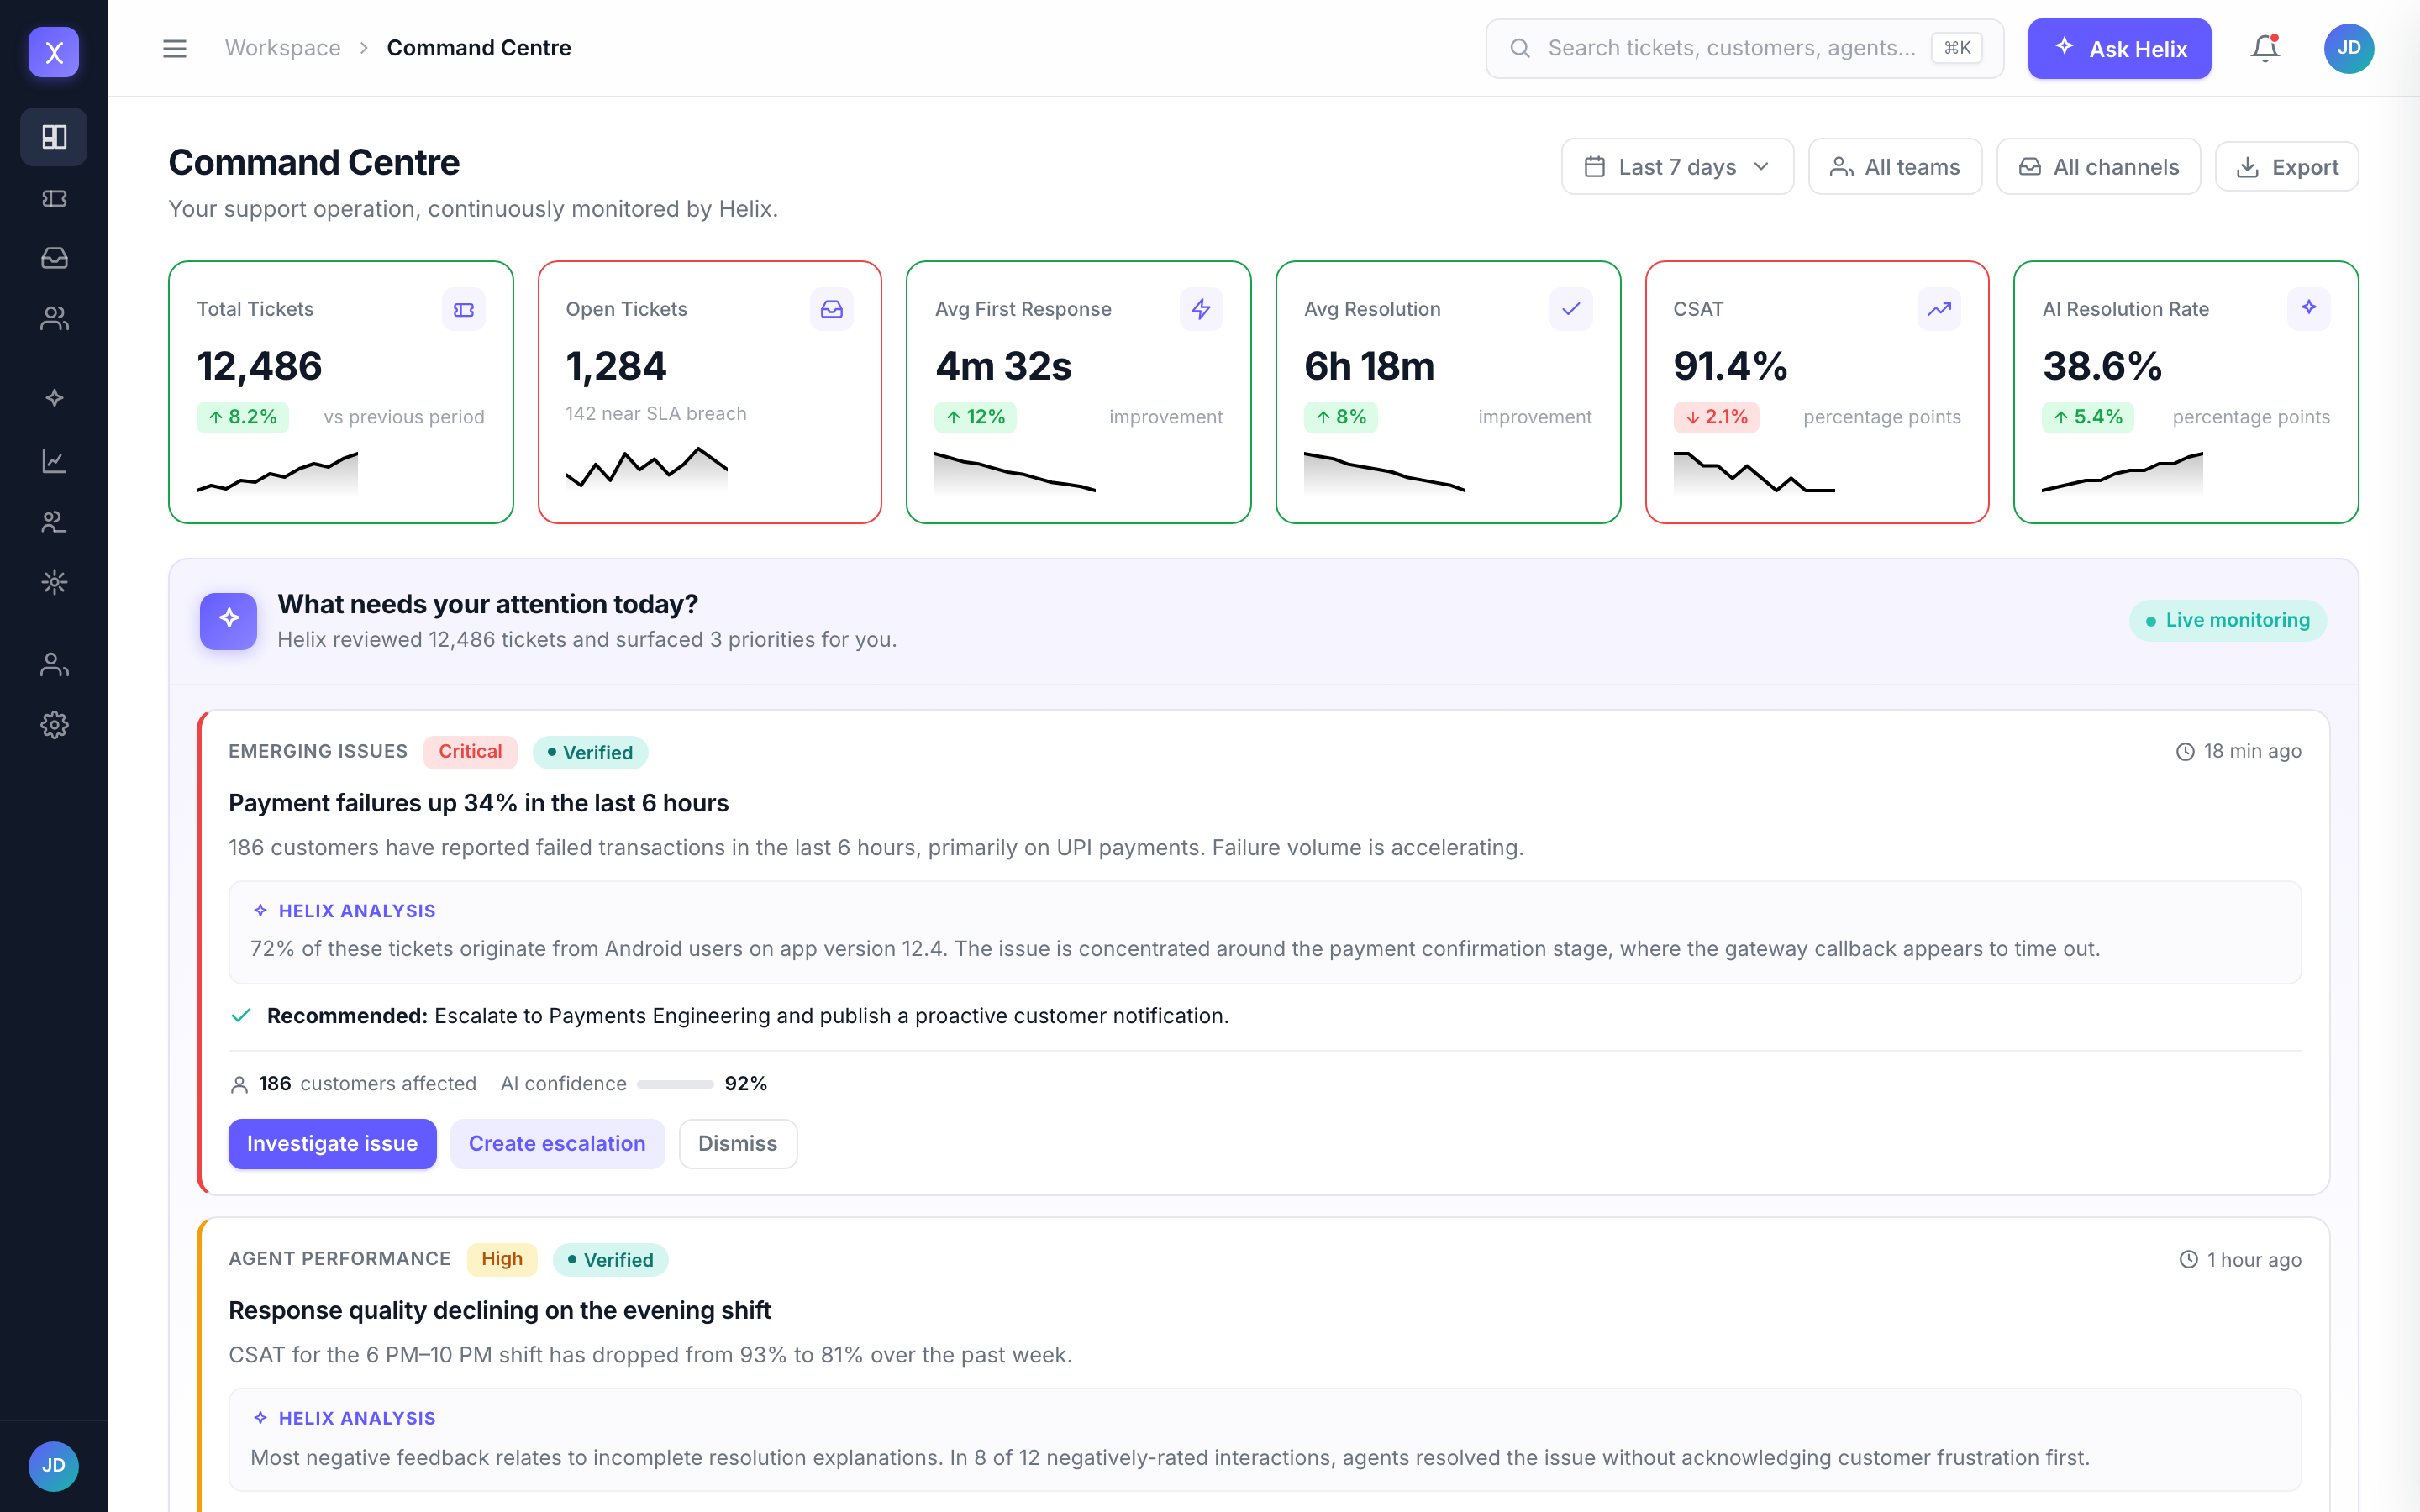 Workspace > Command Centre
Search tickets, customers, agents... ⌘K
Ask Helix
JD
Command Centre
Your support operation, continuously monitored by Helix.
Last 7 days
All teams
All channels
Export
Total Tickets
12,486
↑ 8.2% vs previous period
Open Tickets
1,284
142 near SLA breach
Avg First Response
4m 32s
↑ 12% improvement
Avg Resolution
6h 18m
↑ 8% improvement
CSAT
91.4%
↓ 2.1% percentage points
AI Resolution Rate
38.6%
↑ 5.4% percentage points
What needs your attention today?
Helix reviewed 12,486 tickets and surfaced 3 priorities for you.
Live monitoring
EMERGING ISSUES Critical Verified 18 min ago
Payment failures up 34% in the last 6 hours
186 customers have reported failed transactions in the last 6 hours, primarily on UPI payments. Failure volume is accelerating.
HELIX ANALYSIS
72% of these tickets originate from Android users on app version 12.4. The issue is concentrated around the payment confirmation stage, where the gateway callback appears to time out.
Recommended: Escalate to Payments Engineering and publish a proactive customer notification.
186 customers affected AI confidence 92%
Investigate issue Create escalation Dismiss
AGENT PERFORMANCE High Verified 1 hour ago
Response quality declining on the evening shift
CSAT for the 6 PM–10 PM shift has dropped from 93% to 81% over the past week.
HELIX ANALYSIS
Most negative feedback relates to incomplete resolution explanations. In 8 of 12 negatively-rated interactions, agents resolved the issue without acknowledging customer frustration first.
JD